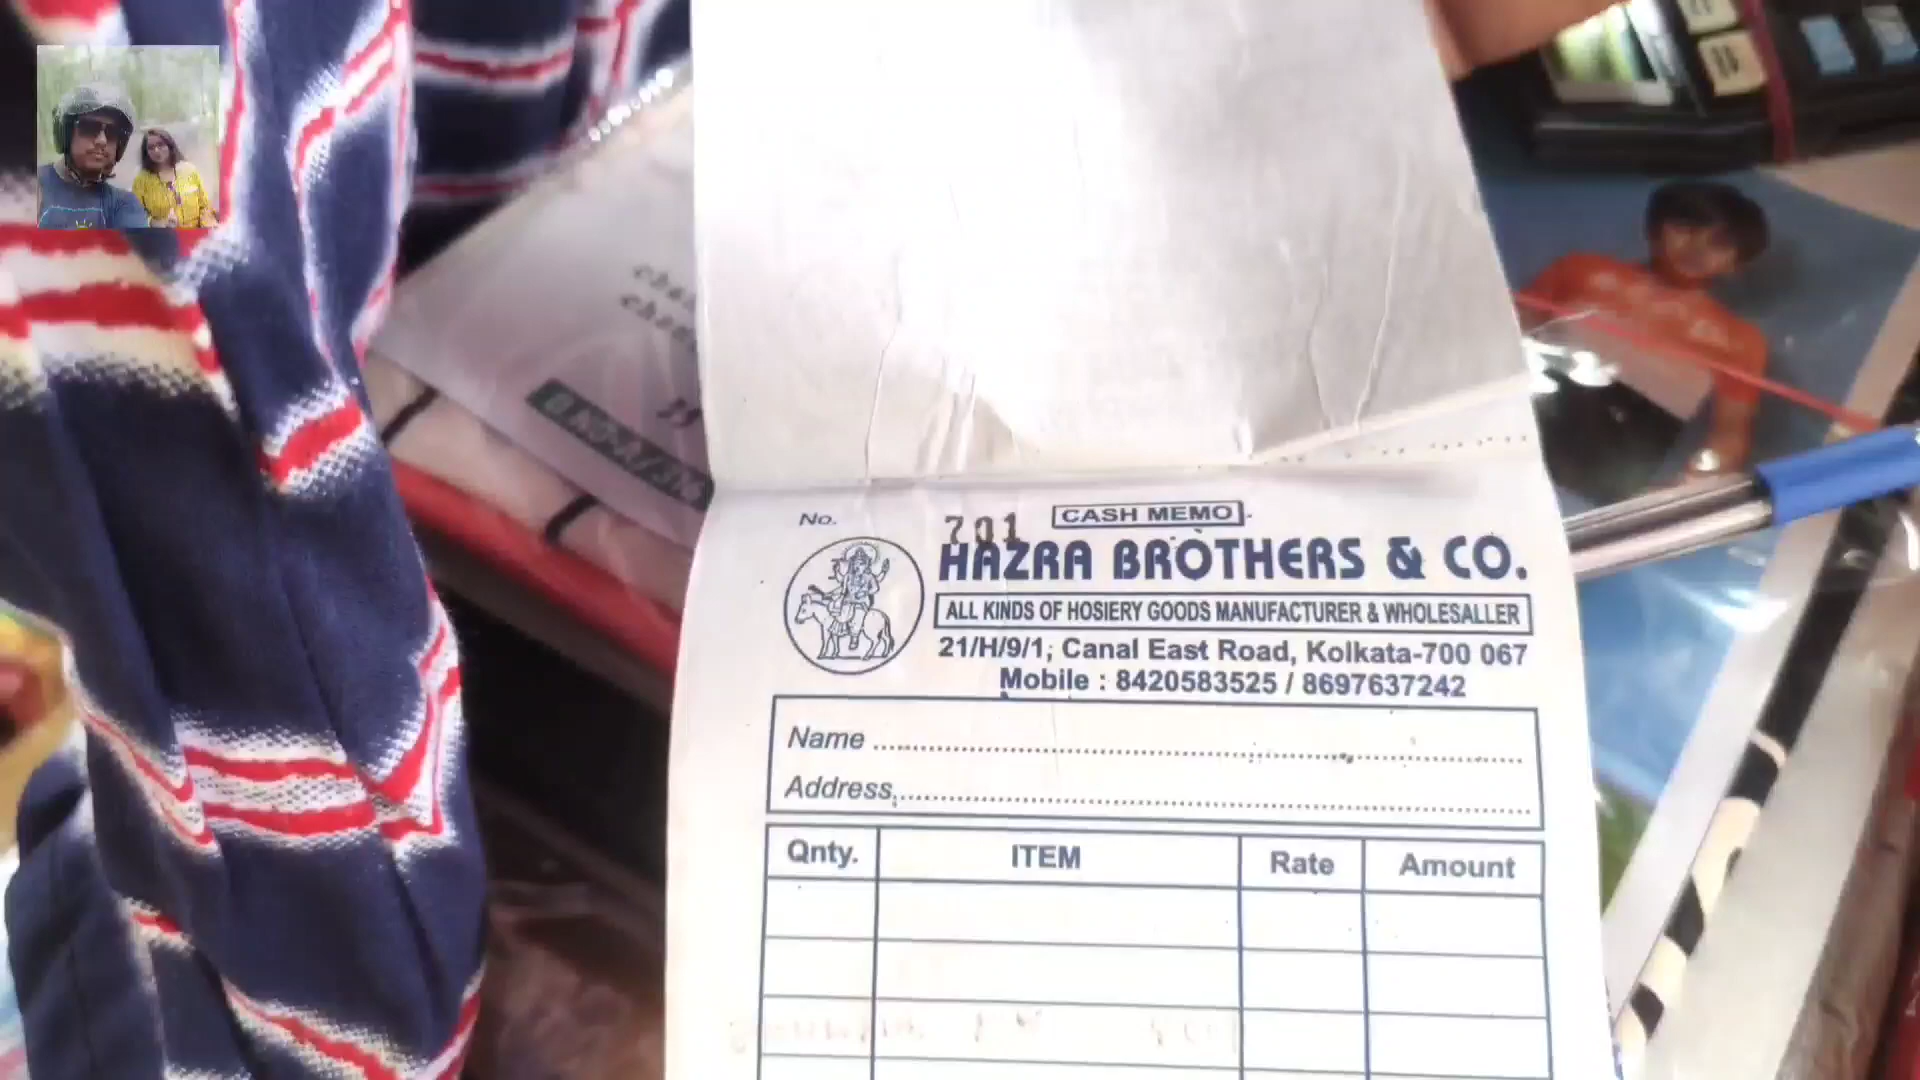 No. 701 CASH MEMO
HAZRA BROTHERS & CO.
ALL KINDS OF HOSIERY GOODS MANUFACTURER & WHOLESALLER
21/H/9/1, Canal East Road, Kolkata-700 067
Mobile : 8420583525 / 8697637242
Name
Address
Qnty. ITEM Rate Amount